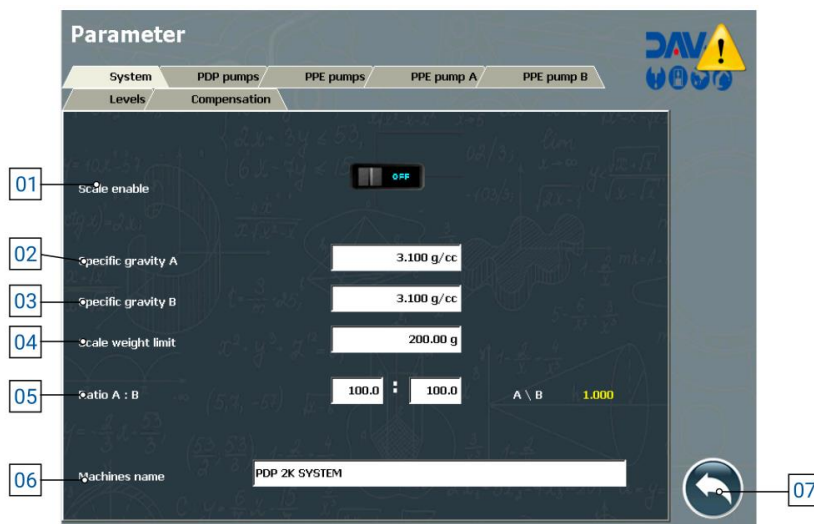 Parameter
DAV
System PDP pumps PPE pumps PPE pump A PPE pump B
Levels Compensation
01 Scale enable OFF
02 Specific gravity A 3.100 g/cc
03 Specific gravity B 3.100 g/cc
04 Scale weight limit 200.00 g
05 Ratio A : B 100.0 : 100.0 A \ B 1.000
06 Machines name PDP 2K SYSTEM
07